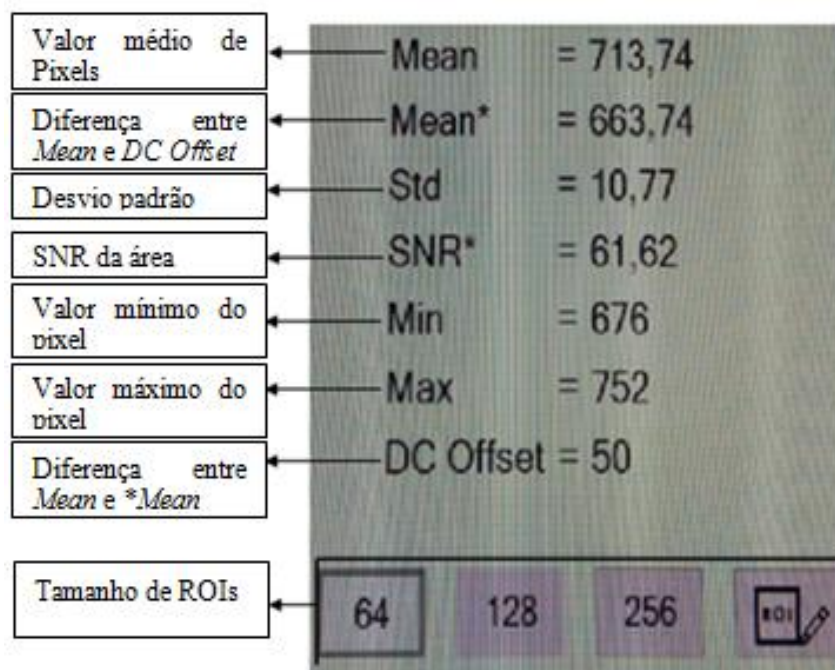 Valor médio de
Pixels
Mean = 713,74
Diferença entre
Mean e DC Offset
Mean* = 663,74
Desvio padrão
Std = 10,77
SNR da área
SNR* = 61,62
Valor mínimo do
pixel
Min = 676
Valor máximo do
pixel
Max = 752
Diferença entre
Mean e *Mean
DC Offset = 50
Tamanho de ROIs
64 128 256 ROI